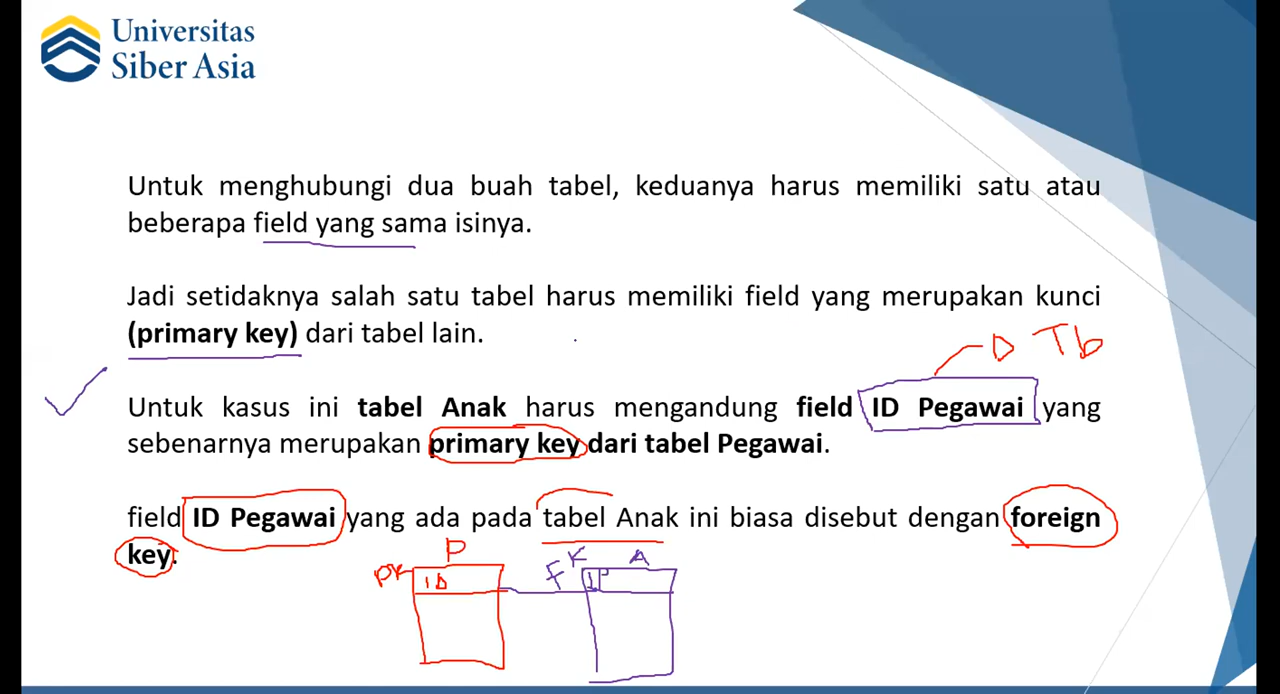 Universitas
Siber Asia
Untuk menghubungi dua buah tabel, keduanya harus memiliki satu atau
beberapa field yang sama isinya.
Jadi setidaknya salah satu tabel harus memiliki field yang merupakan kunci
(primary key) dari tabel lain.
D Tb
Untuk kasus ini tabel Anak harus mengandung field ID Pegawai yang
sebenarnya merupakan primary key dari tabel Pegawai.
field ID Pegawai yang ada pada tabel Anak ini biasa disebut dengan foreign
key.
P
FK A
PK ID
IP